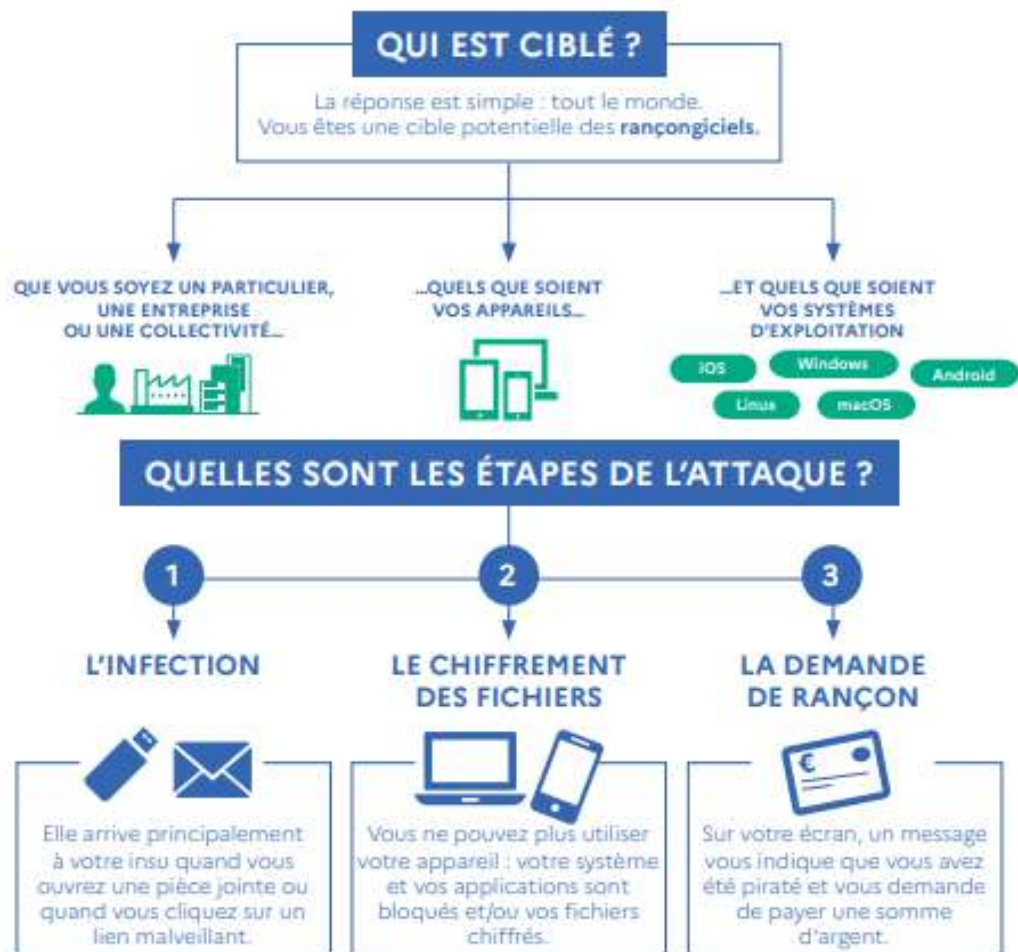 QUI EST CIBLÉ ?
La réponse est simple : tout le monde.
Vous êtes une cible potentielle des rançongiciels.
QUE VOUS SOYEZ UN PARTICULIER,
UNE ENTREPRISE
OU UNE COLLECTIVITÉ...
...QUELS QUE SOIENT
VOS APPAREILS...
...ET QUELS QUE SOIENT
VOS SYSTÈMES
D'EXPLOITATION
iOS
Windows
Android
Linux
macOS
QUELLES SONT LES ÉTAPES DE L'ATTAQUE ?
1
2
3
L'INFECTION
Elle arrive principalement
à votre insu quand vous
ouvrez une pièce jointe ou
quand vous cliquez sur un
lien malveillant.
LE CHIFFREMENT
DES FICHIERS
Vous ne pouvez plus utiliser
votre appareil : votre système
et vos applications sont
bloqués et/ou vos fichiers
chiffrés.
LA DEMANDE
DE RANÇON
€
Sur votre écran, un message
vous indique que vous avez
été piraté et vous demande
de payer une somme
d'argent.